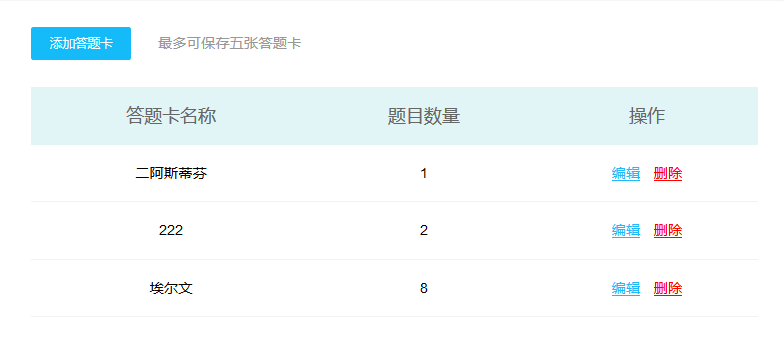 添加答题卡 最多可保存五张答题卡
答题卡名称 题目数量 操作
二阿斯蒂芬 1 编辑 删除
222 2 编辑 删除
埃尔文 8 编辑 删除